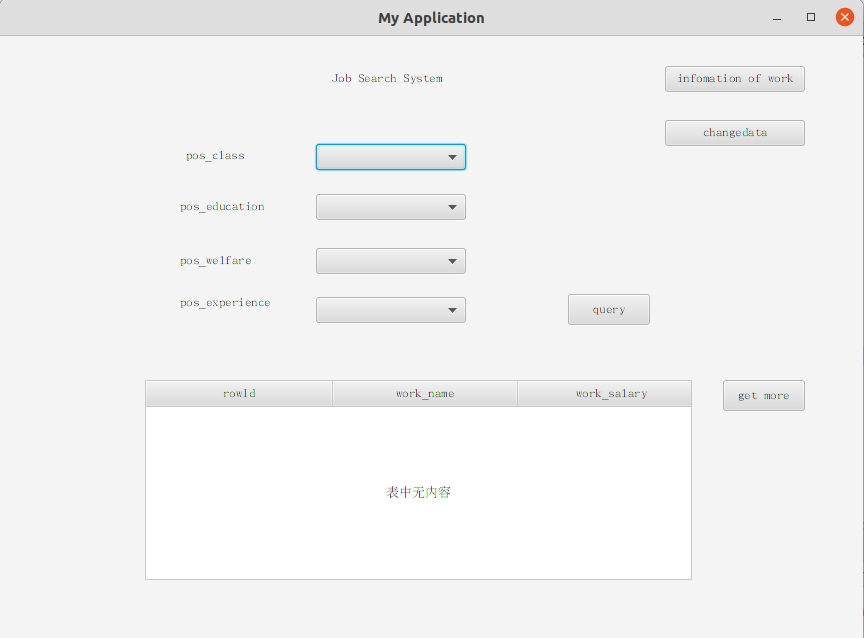 My Application
Job Search System
infomation of work
changedata
pos_class
pos_education
pos_welfare
pos_experience
query
rowId work_name work_salary
get more
表中无内容